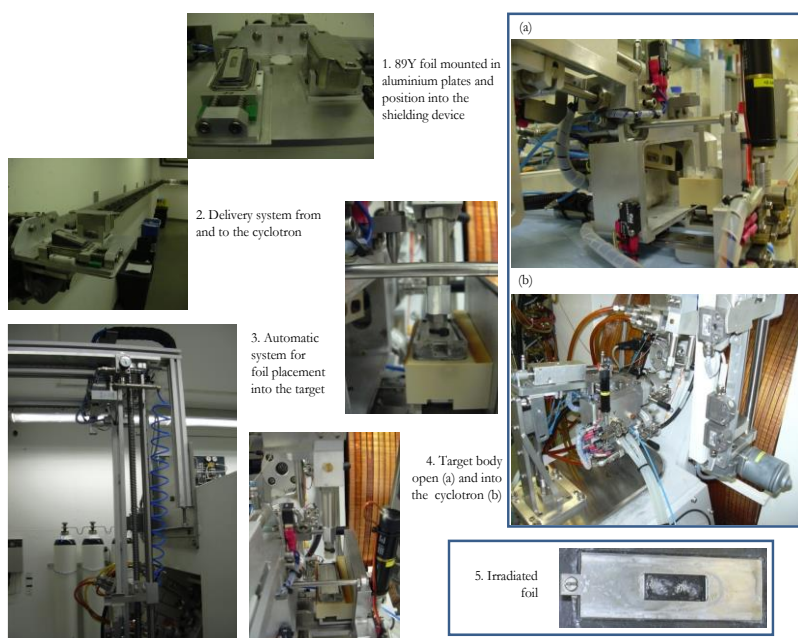 (a)
1. 89Y foil mounted in
aluminium plates and
position into the
shielding device
2. Delivery system from
and to the cyclotron
(b)
3. Automatic
system for
foil placement
into the target
4. Target body
open (a) and into
the cyclotron (b)
5. Irradiated
foil